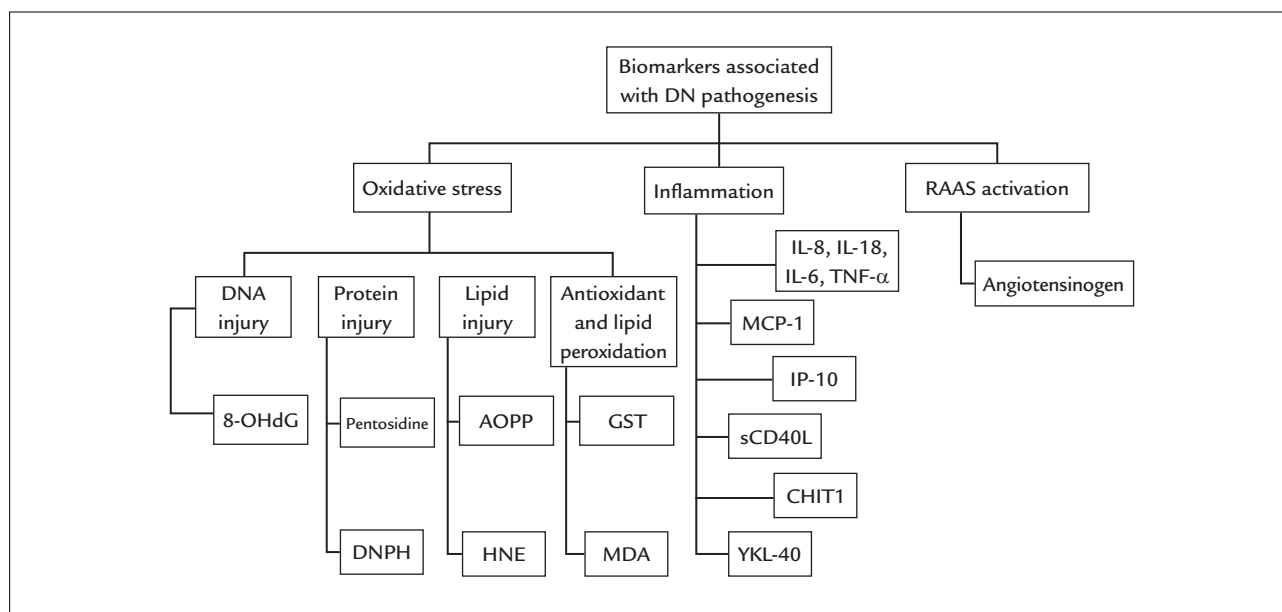 Biomarkers associated
with DN pathogenesis
Oxidative stress
Inflammation
RAAS activation
DNA
injury
Protein
injury
Lipid
injury
Antioxidant
and lipid
peroxidation
IL-8, IL-18,
IL-6, TNF-α
Angiotensinogen
MCP-1
IP-10
8-OHdG
Pentosidine
AOPP
GST
sCD40L
CHIT1
DNPH
HNE
MDA
YKL-40